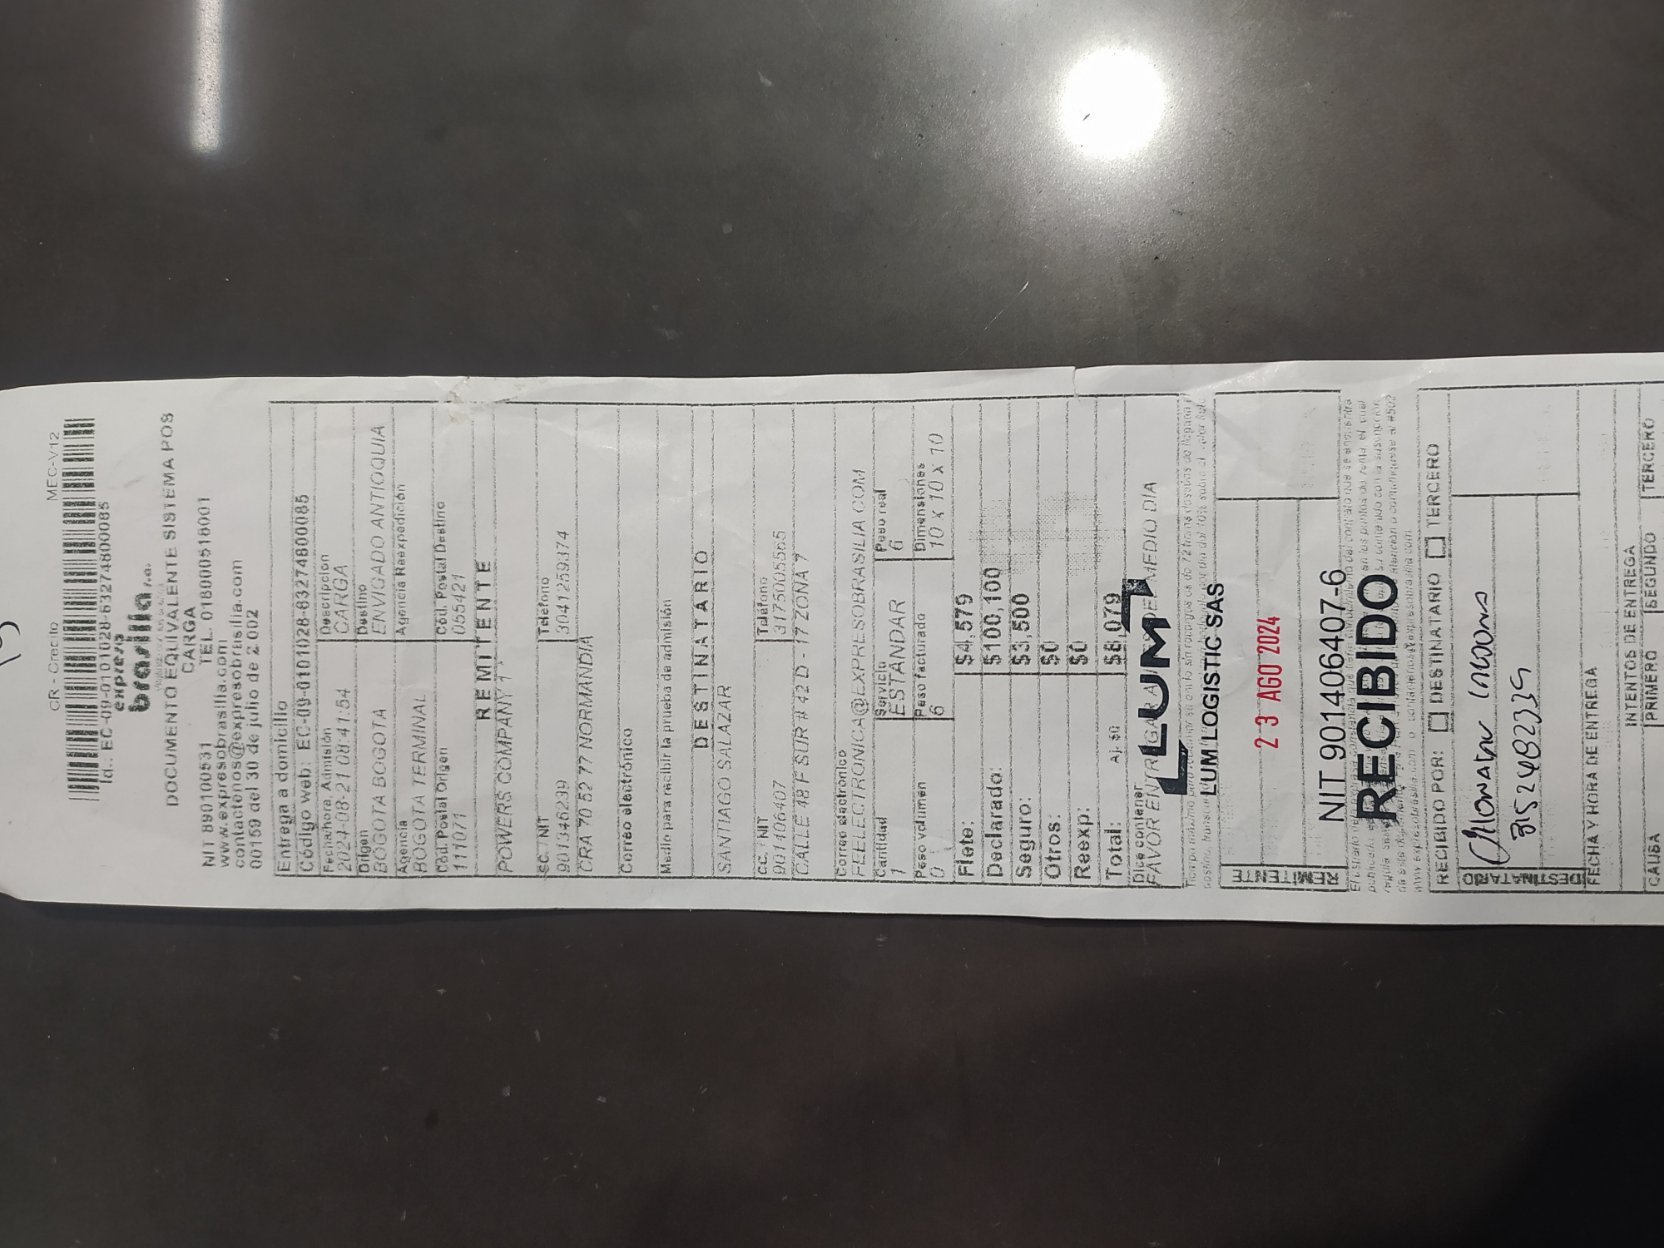 CR - Credito MEC-V12
Id.. EC-09-0101028-63274800085
expreso
brasilia s.a.
DOCUMENTO EQUIVALENTE SISTEMA POS
CARGA
NIT 890100531 TEL. 018000518001
www.expresobrasilia.com
contactenos@expresobrisilia.com
00159 del 30 de julio de 2002
Entrega a domicilio
Código web: EC-09-0101028-63274800085
Fecha/hora. Admisión Descripción
2024-08-21 08:41:54 CARGA
Origen Destino
BOGOTA BOGOTA ENVIGADO ANTIOQUIA
Agencia Agencia Reexpedición
BOGOTA TERMINAL
Cód. Postal Origen Cód. Postal Destino
111071 055421
REMITENTE
POWERS COMPANY 1
C.C. / NIT Teléfono
901346239 3041259374
CRA 70 52 77 NORMANDIA
Correo electrónico
Medio para recibir la prueba de admisión
DESTINATARIO
SANTIAGO SALAZAR
C.C. / NIT Teléfono
901106407 3175005565
CALLE 48 F SUR # 42 D - 17 ZONA 7
Correo electrónico
FEELECTRONICA@EXPRESOBRASILIA.COM
Cantidad Servicio Peso real
1 ESTANDAR 6
Peso volumen Peso facturado Dimensiones
0 6 10 x 10 x 10
Flete: $4,579
Declarado: $100,100
Seguro: $3,500
Otros: $0
Reexp: $0
Total: Aj. $0 $8,079
Dice contener
FAVOR ENTREGAR A DE MEDIO DIA
LUM
LUM LOGISTIC SAS
23 AGO 2024
NIT 901406407-6
RECIBIDO
REMITENTE
RECIBIDO POR: DESTINATARIO TERCERO
3152482339
DESTINATARIO
FECHA Y HORA DE ENTREGA
INTENTOS DE ENTREGA
CAUSA PRIMERO SEGUNDO TERCERO